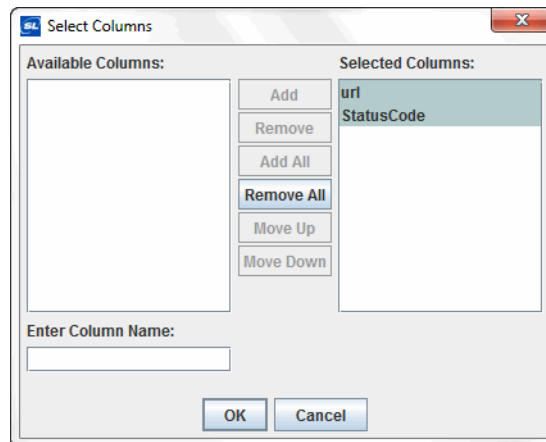 SL Select Columns X
Available Columns:
Selected Columns:
Add
Remove
Add All
Remove All
Move Up
Move Down
url
StatusCode
Enter Column Name:
OK
Cancel